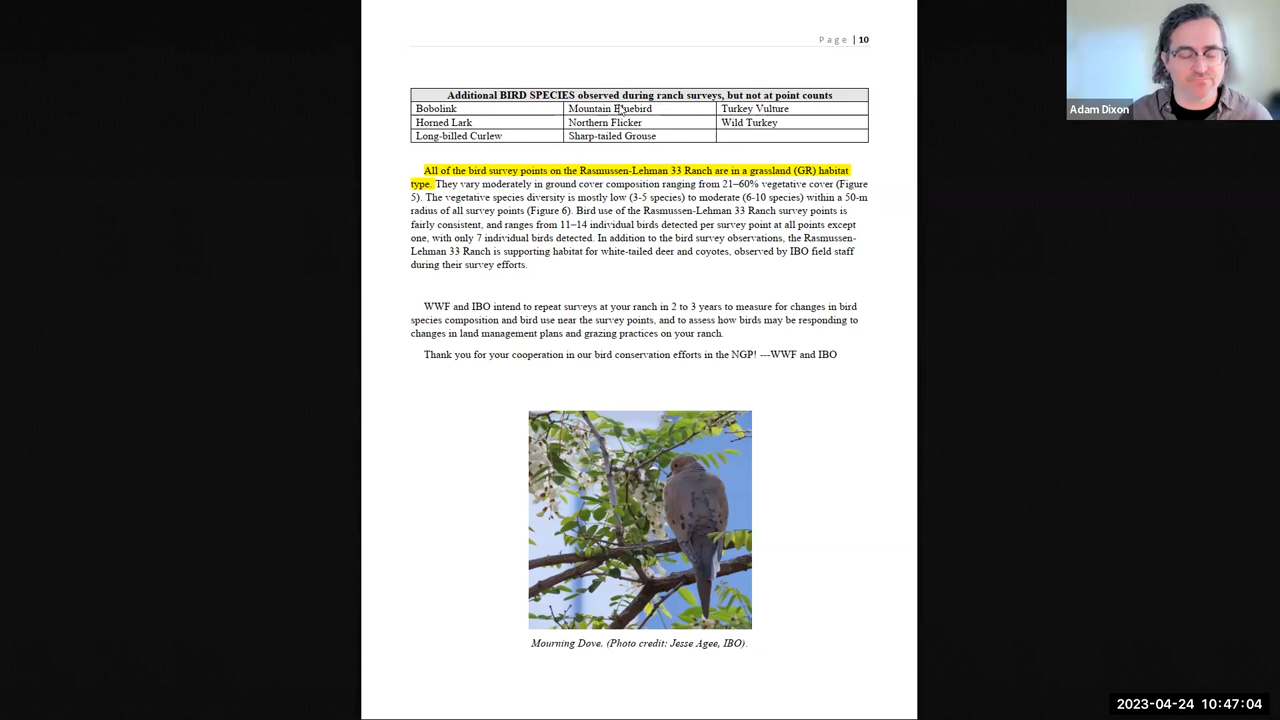 Page | 10
Adam Dixon
Additional BIRD SPECIES observed during ranch surveys, but not at point counts
Bobolink Mountain Bluebird Turkey Vulture
Horned Lark Northern Flicker Wild Turkey
Long-billed Curlew Sharp-tailed Grouse
All of the bird survey points on the Rasmussen-Lehman 33 Ranch are in a grassland (GR) habitat
type. They vary moderately in ground cover composition ranging from 21–60% vegetative cover (Figure
5). The vegetative species diversity is mostly low (3-5 species) to moderate (6-10 species) within a 50-m
radius of all survey points (Figure 6). Bird use of the Rasmussen-Lehman 33 Ranch survey points is
fairly consistent, and ranges from 11–14 individual birds detected per survey point at all points except
one, with only 7 individual birds detected. In addition to the bird survey observations, the Rasmussen-
Lehman 33 Ranch is supporting habitat for white-tailed deer and coyotes, observed by IBO field staff
during their survey efforts.
WWF and IBO intend to repeat surveys at your ranch in 2 to 3 years to measure for changes in bird
species composition and bird use near the survey points, and to assess how birds may be responding to
changes in land management plans and grazing practices on your ranch.
Thank you for your cooperation in our bird conservation efforts in the NGP! ---WWF and IBO
Mourning Dove. (Photo credit: Jesse Agee, IBO).
2023-04-24 10:47:04